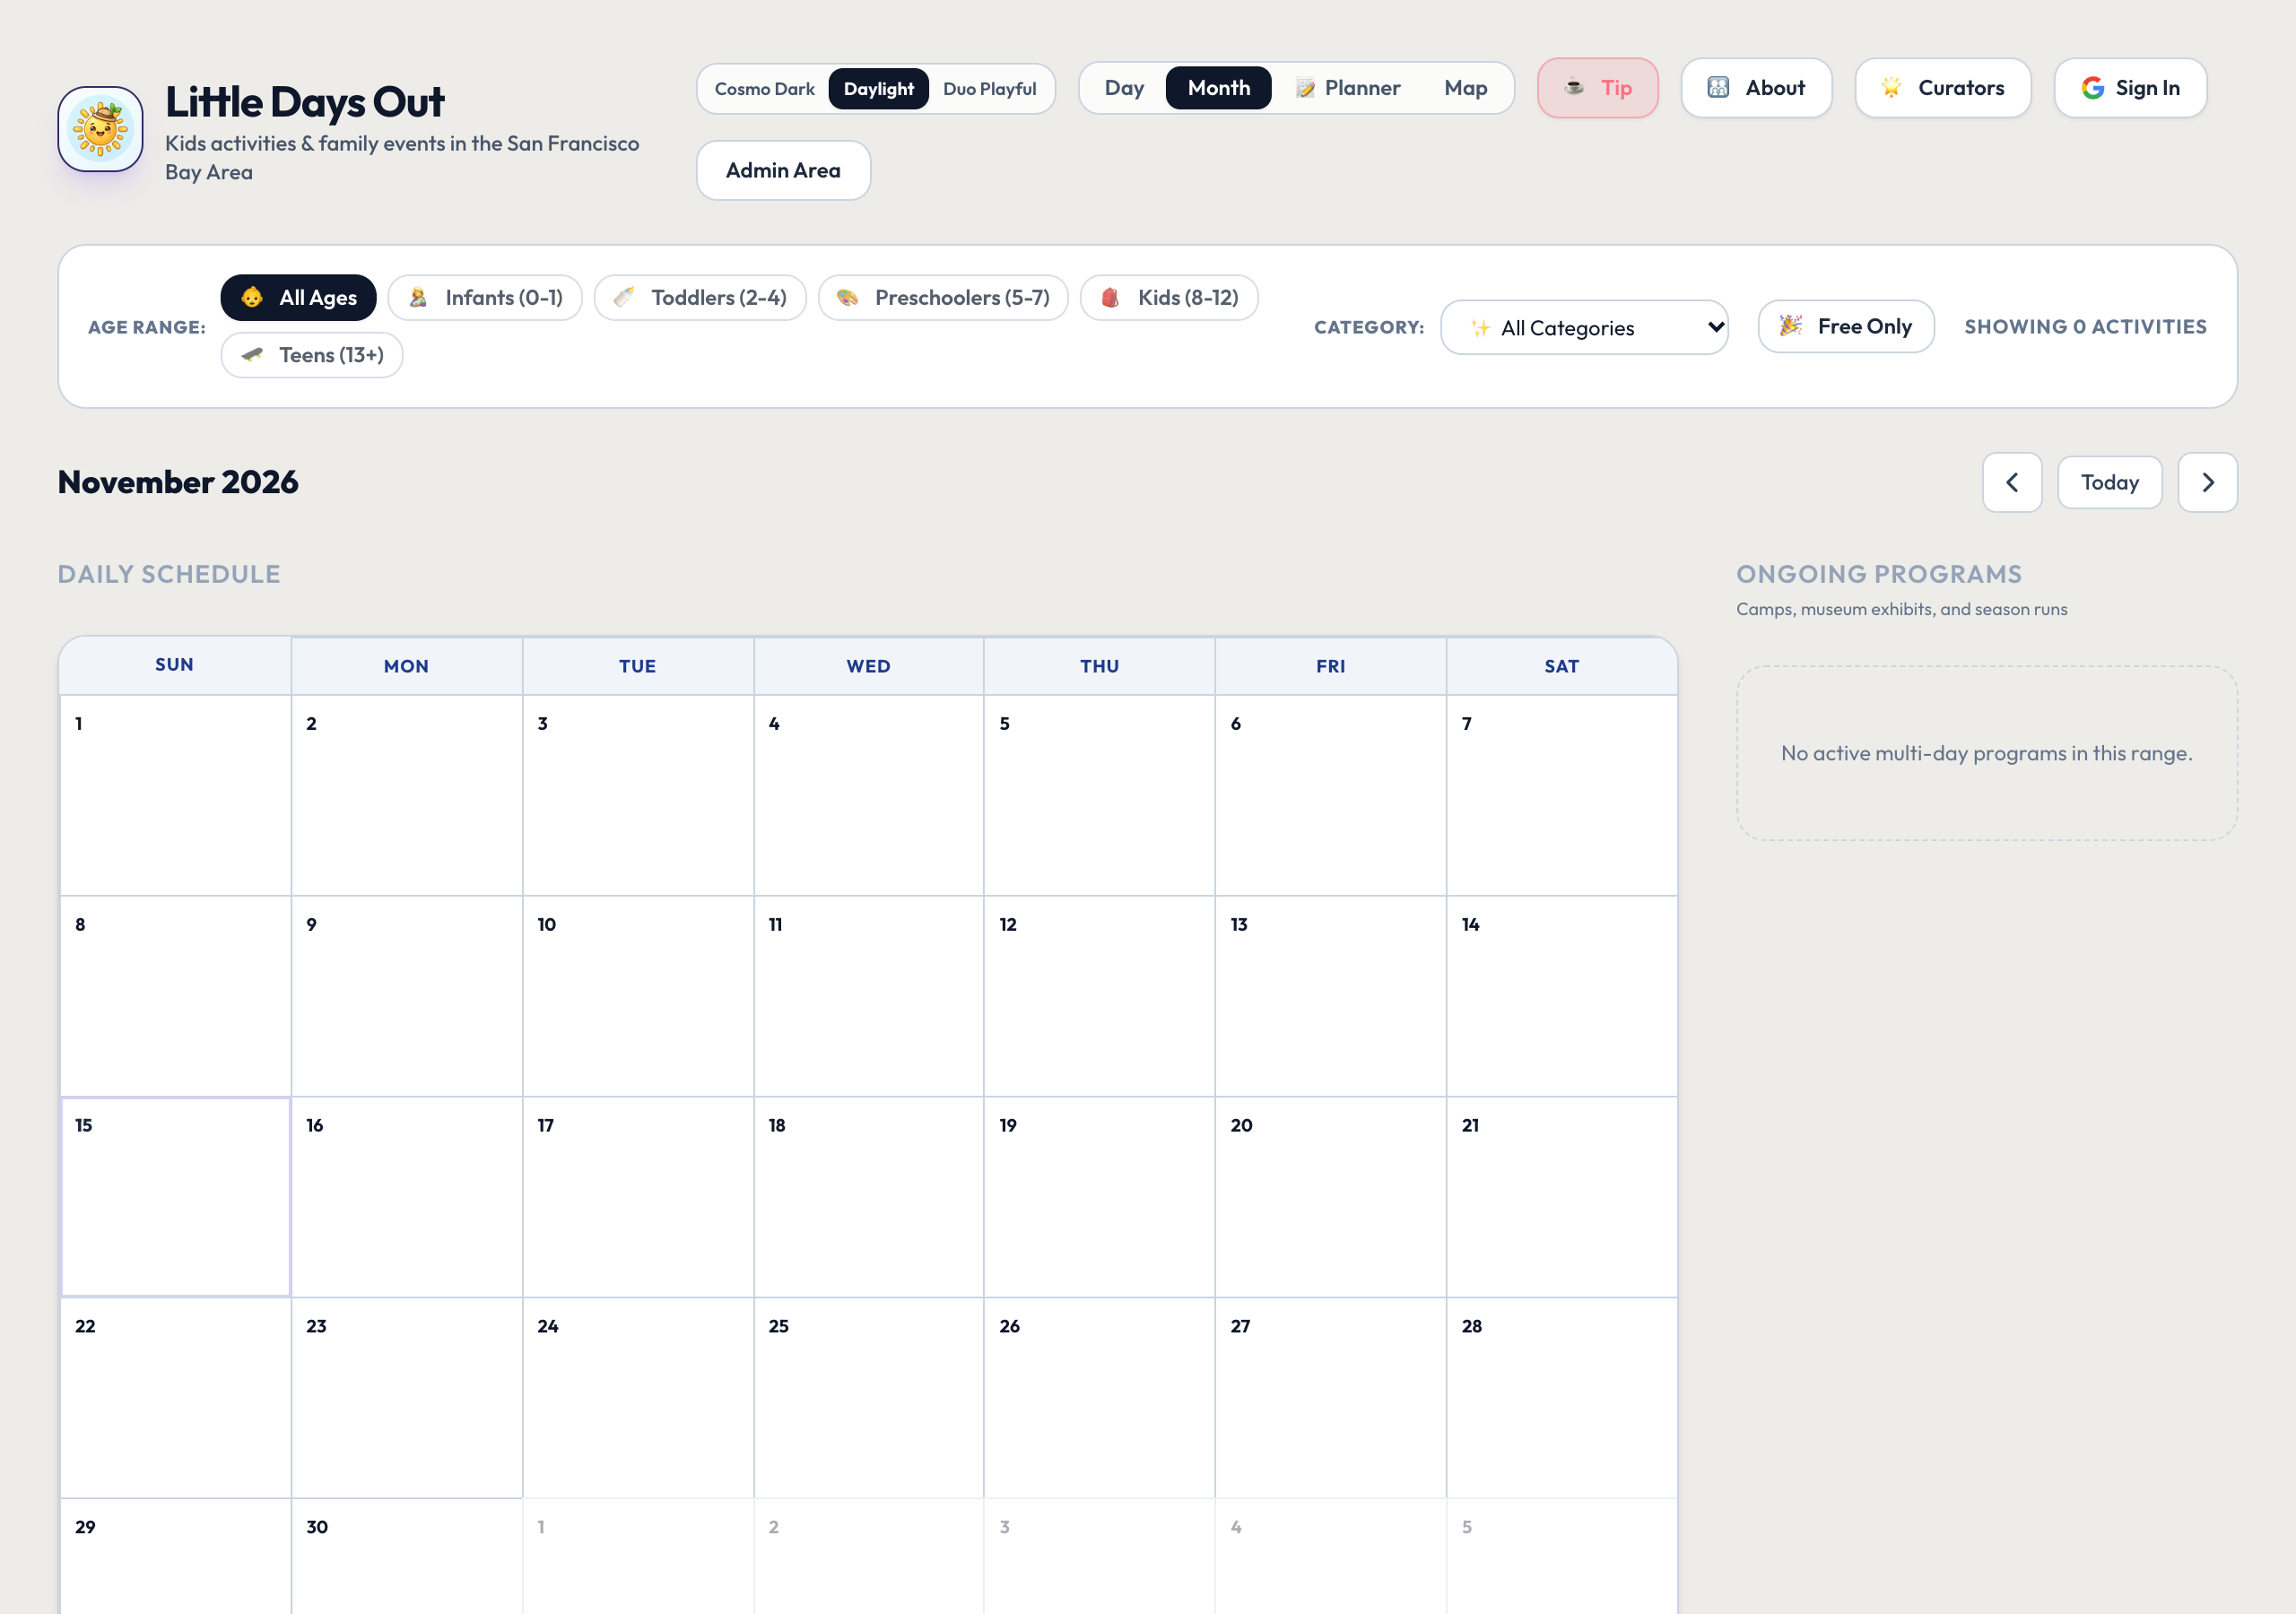 Little Days Out
Kids activities & family events in the San Francisco
Bay Area
Cosmo Dark Daylight Duo Playful
Day Month Planner Map
Tip
About
Curators
Sign In
Admin Area
AGE RANGE:
All Ages
Infants (0-1)
Toddlers (2-4)
Preschoolers (5-7)
Kids (8-12)
Teens (13+)
CATEGORY:
All Categories
Free Only
SHOWING 0 ACTIVITIES
November 2026
Today
DAILY SCHEDULE
SUN MON TUE WED THU FRI SAT
1 2 3 4 5 6 7
8 9 10 11 12 13 14
15 16 17 18 19 20 21
22 23 24 25 26 27 28
29 30 1 2 3 4 5
ONGOING PROGRAMS
Camps, museum exhibits, and season runs
No active multi-day programs in this range.